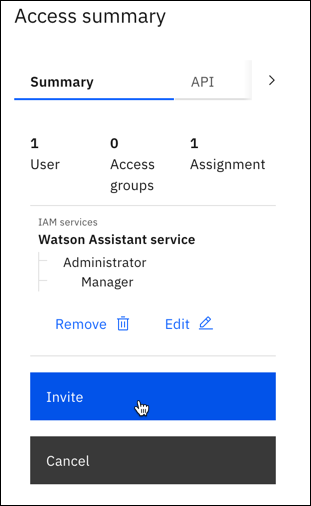 Access summary
Summary
API
1
0
1
User
Access
groups
Assignment
IAM services
Watson Assistant service
Administrator
Manager
Remove
Edit
Invite
Cancel